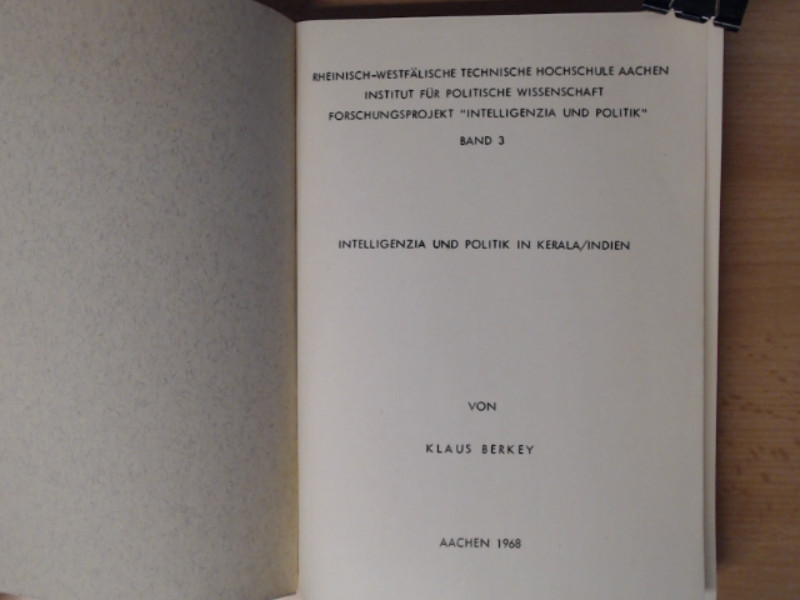 RHEINISCH-WESTFÄLISCHE TECHNISCHE HOCHSCHULE AACHEN
INSTITUT FÜR POLITISCHE WISSENSCHAFT
FORSCHUNGSPROJEKT "INTELLIGENZIA UND POLITIK"
BAND 3
INTELLIGENZIA UND POLITIK IN KERALA/INDIEN
VON
KLAUS BERKEY
AACHEN 1968